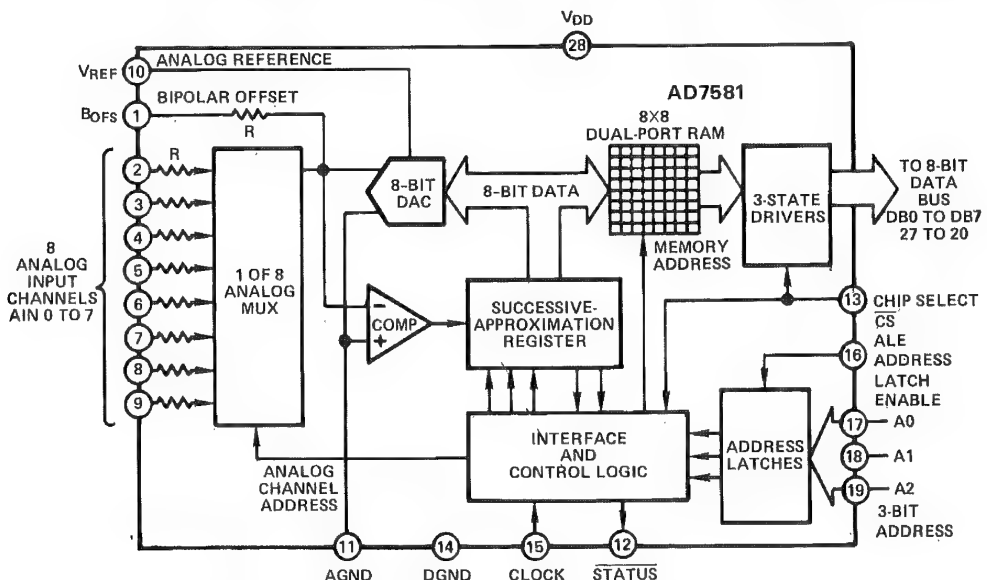 VDD
28
VREF
10
ANALOG REFERENCE
BOFS
1
BIPOLAR OFFSET
R
AD7581
8X8
DUAL-PORT RAM
8
ANALOG
INPUT
CHANNELS
AIN 0 TO 7
2
R
3
4
5
6
7
8
9
1 OF 8
ANALOG
MUX
8-BIT
DAC
8-BIT DATA
3-STATE
DRIVERS
TO 8-BIT
DATA
BUS
DB0 TO DB7
27 TO 20
MEMORY
ADDRESS
–
COMP
+
SUCCESSIVE-
APPROXIMATION
REGISTER
13
CHIP SELECT
CS
16
ALE
ADDRESS
LATCH
ENABLE
INTERFACE
AND
CONTROL LOGIC
ADDRESS
LATCHES
17
A0
18
A1
19
A2
3-BIT
ADDRESS
ANALOG
CHANNEL
ADDRESS
11
14
15
12
AGND
DGND
CLOCK
STATUS